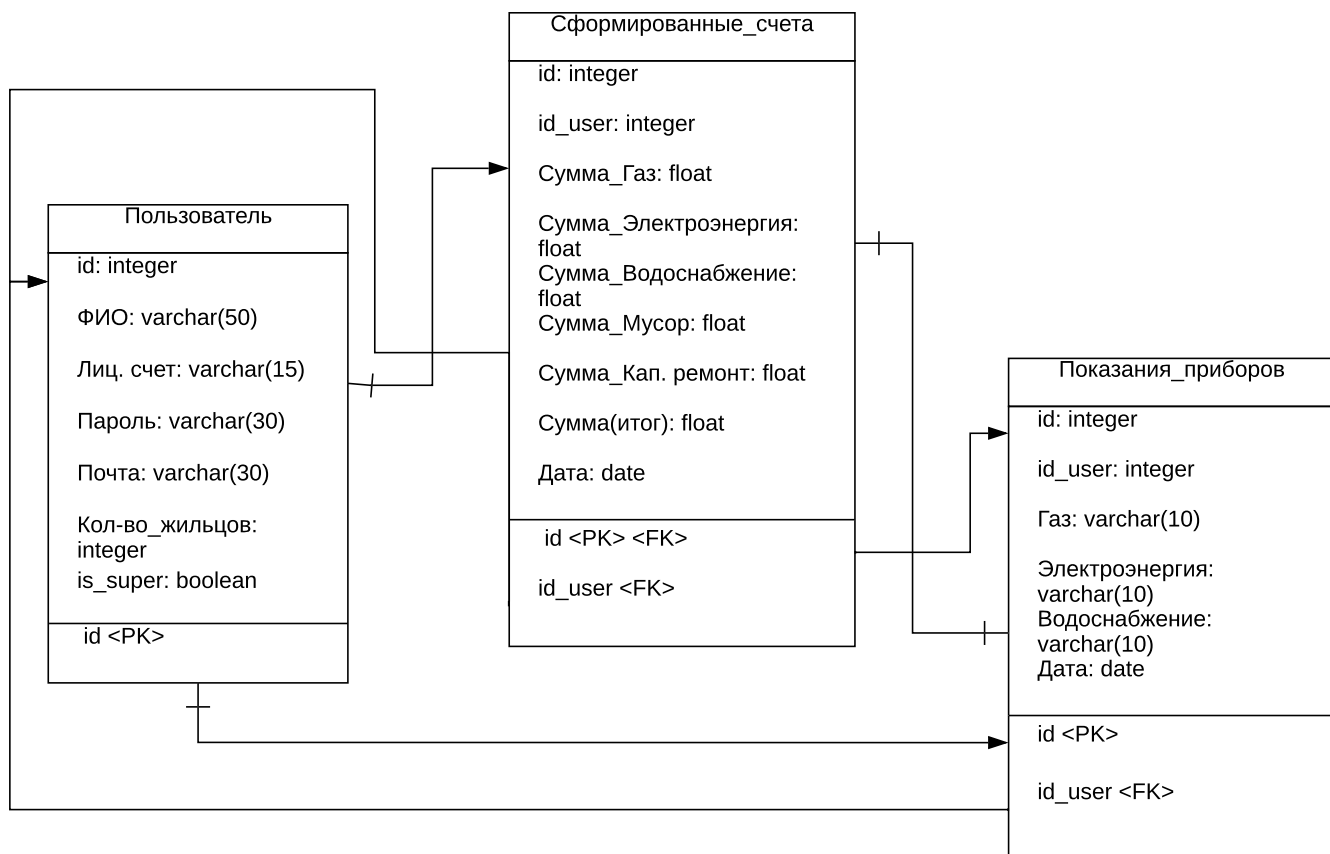 Сформированные_счета
id: integer
id_user: integer
Сумма_Газ: float
Сумма_Электроэнергия:
float
Сумма_Водоснабжение:
float
Сумма_Мусор: float
Сумма_Кап. ремонт: float
Сумма(итог): float
Дата: date
id <PK> <FK>
id_user <FK>
Пользователь
id: integer
ФИО: varchar(50)
Лиц. счет: varchar(15)
Пароль: varchar(30)
Почта: varchar(30)
Кол-во_жильцов:
integer
is_super: boolean
id <PK>
Показания_приборов
id: integer
id_user: integer
Газ: varchar(10)
Электроэнергия:
varchar(10)
Водоснабжение:
varchar(10)
Дата: date
id <PK>
id_user <FK>